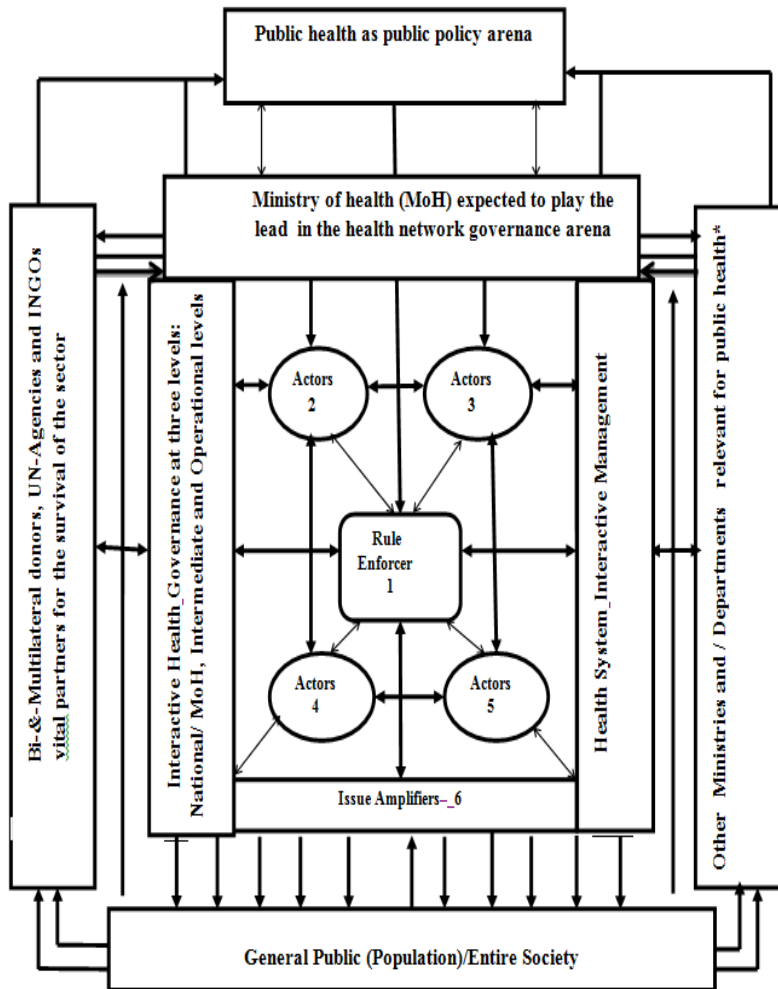 Public health as public policy arena
Ministry of health (MoH) expected to play the
lead in the health network governance arena
Bi-&-Multilateral donors, UN-Agencies and INGOs
vital partners for the survival of the sector
Interactive Health_Governance at three levels:
National/ MoH, Intermediate and Operational levels
Actors
2
Actors
3
Rule
Enforcer
1
Actors
4
Actors
5
Health System_Interactive Management
Other Ministries and / Departments relevant for public health*
Issue Amplifiers–_6
General Public (Population)/Entire Society